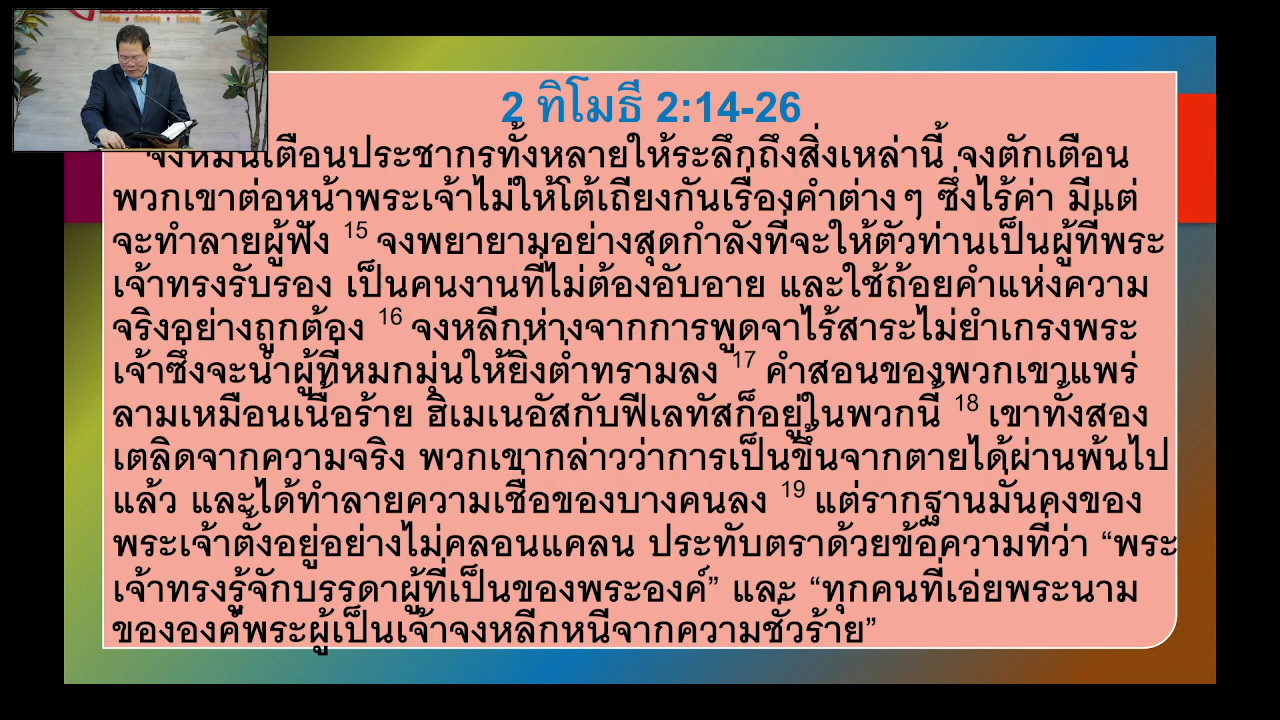 2 ทิโมธี 2:14-26
จงหมั่นเตือนประชากรทั้งหลายให้ระลึกถึงสิ่งเหล่านี้ จงตักเตือน
พวกเขาต่อหน้าพระเจ้าไม่ให้โต้เถียงกันเรื่องคำต่าง ๆ ซึ่งไร้ค่า มีแต่
จะทำลายผู้ฟัง 15 จงพยายามอย่างสุดกำลังที่จะให้ตัวท่านเป็นผู้ที่พระ
เจ้าทรงรับรอง เป็นคนงานที่ไม่ต้องอับอาย และใช้ถ้อยคำแห่งความ
จริงอย่างถูกต้อง 16 จงหลีกห่างจากการพูดจาไร้สาระไม่ยำเกรงพระ
เจ้าซึ่งจะนำผู้ที่หมกมุ่นให้ยิ่งต่ำทรามลง 17 คำสอนของพวกเขาแพร่
ลามเหมือนเนื้อร้าย ฮิเมเนอัสกับฟีเลทัสก็อยู่ในพวกนี้ 18 เขาทั้งสอง
เตลิดจากความจริง พวกเขากล่าวว่าการเป็นขึ้นจากตายได้ผ่านพ้นไป
แล้ว และได้ทำลายความเชื่อของบางคนลง 19 แต่รากฐานมั่นคงของ
พระเจ้าตั้งอยู่อย่างไม่คลอนแคลน ประทับตราด้วยข้อความที่ว่า “พระ
เจ้าทรงรู้จักบรรดาผู้ที่เป็นของพระองค์” และ “ทุกคนที่เอ่ยพระนาม
ขององค์พระผู้เป็นเจ้าจงหลีกหนีจากความชั่วร้าย”